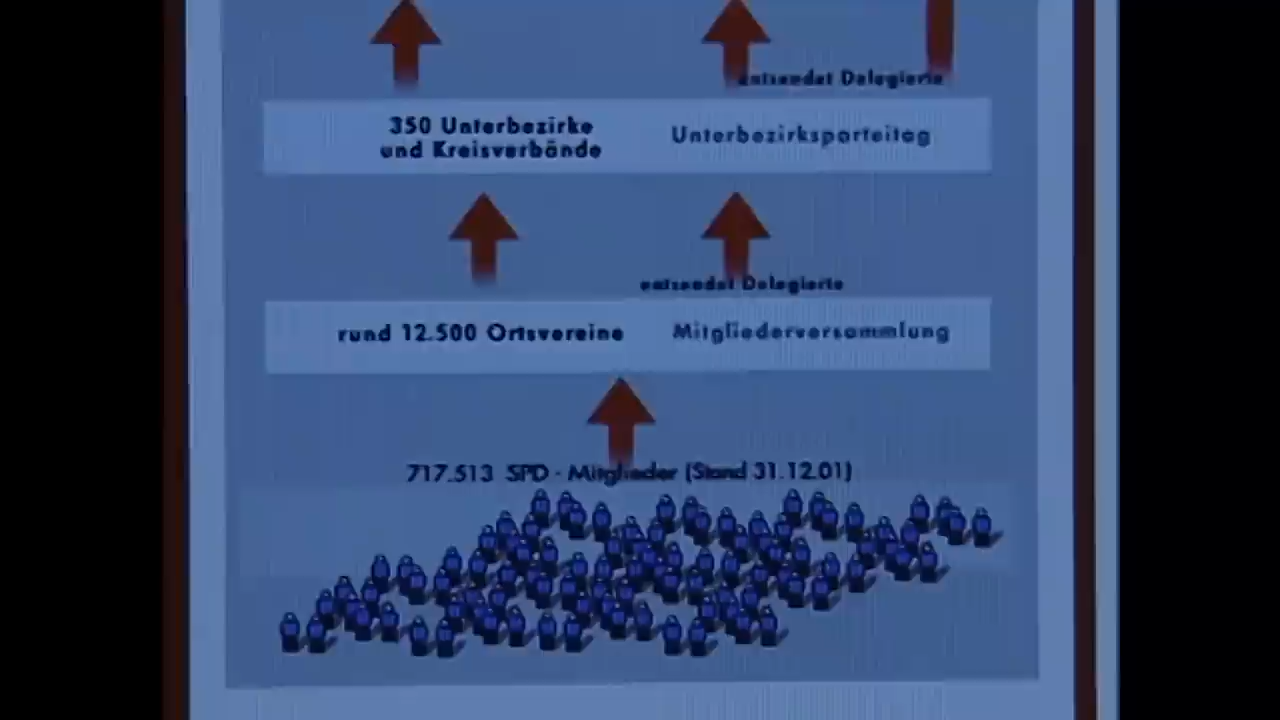 entsendet Delegierte
350 Unterbezirke
und Kreisverbände
Unterbezirksparteitag
entsendet Delegierte
rund 12.500 Ortsvereine
Mitgliederversammlung
717.513 SPD - Mitglieder (Stand 31.12.01)